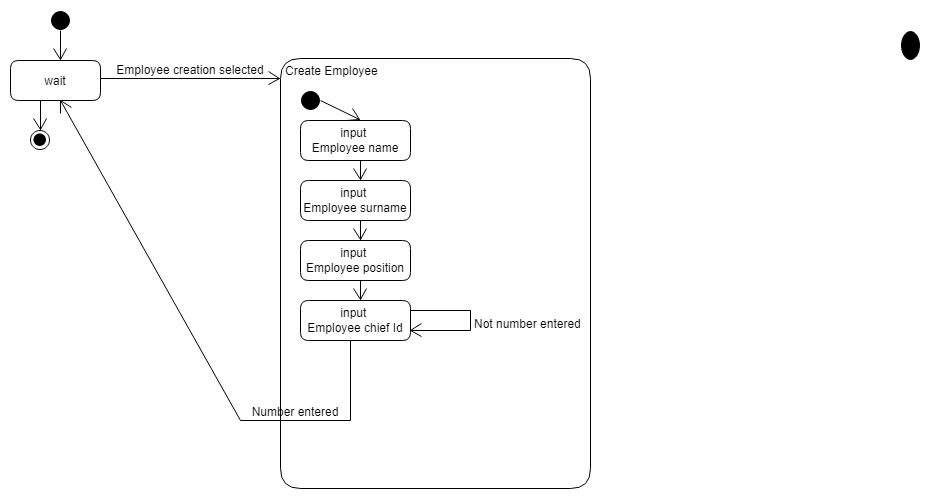 Employee creation selected
Create Employee
wait
input
Employee name
input
Employee surname
input
Employee position
input
Employee chief Id
Not number entered
Number entered